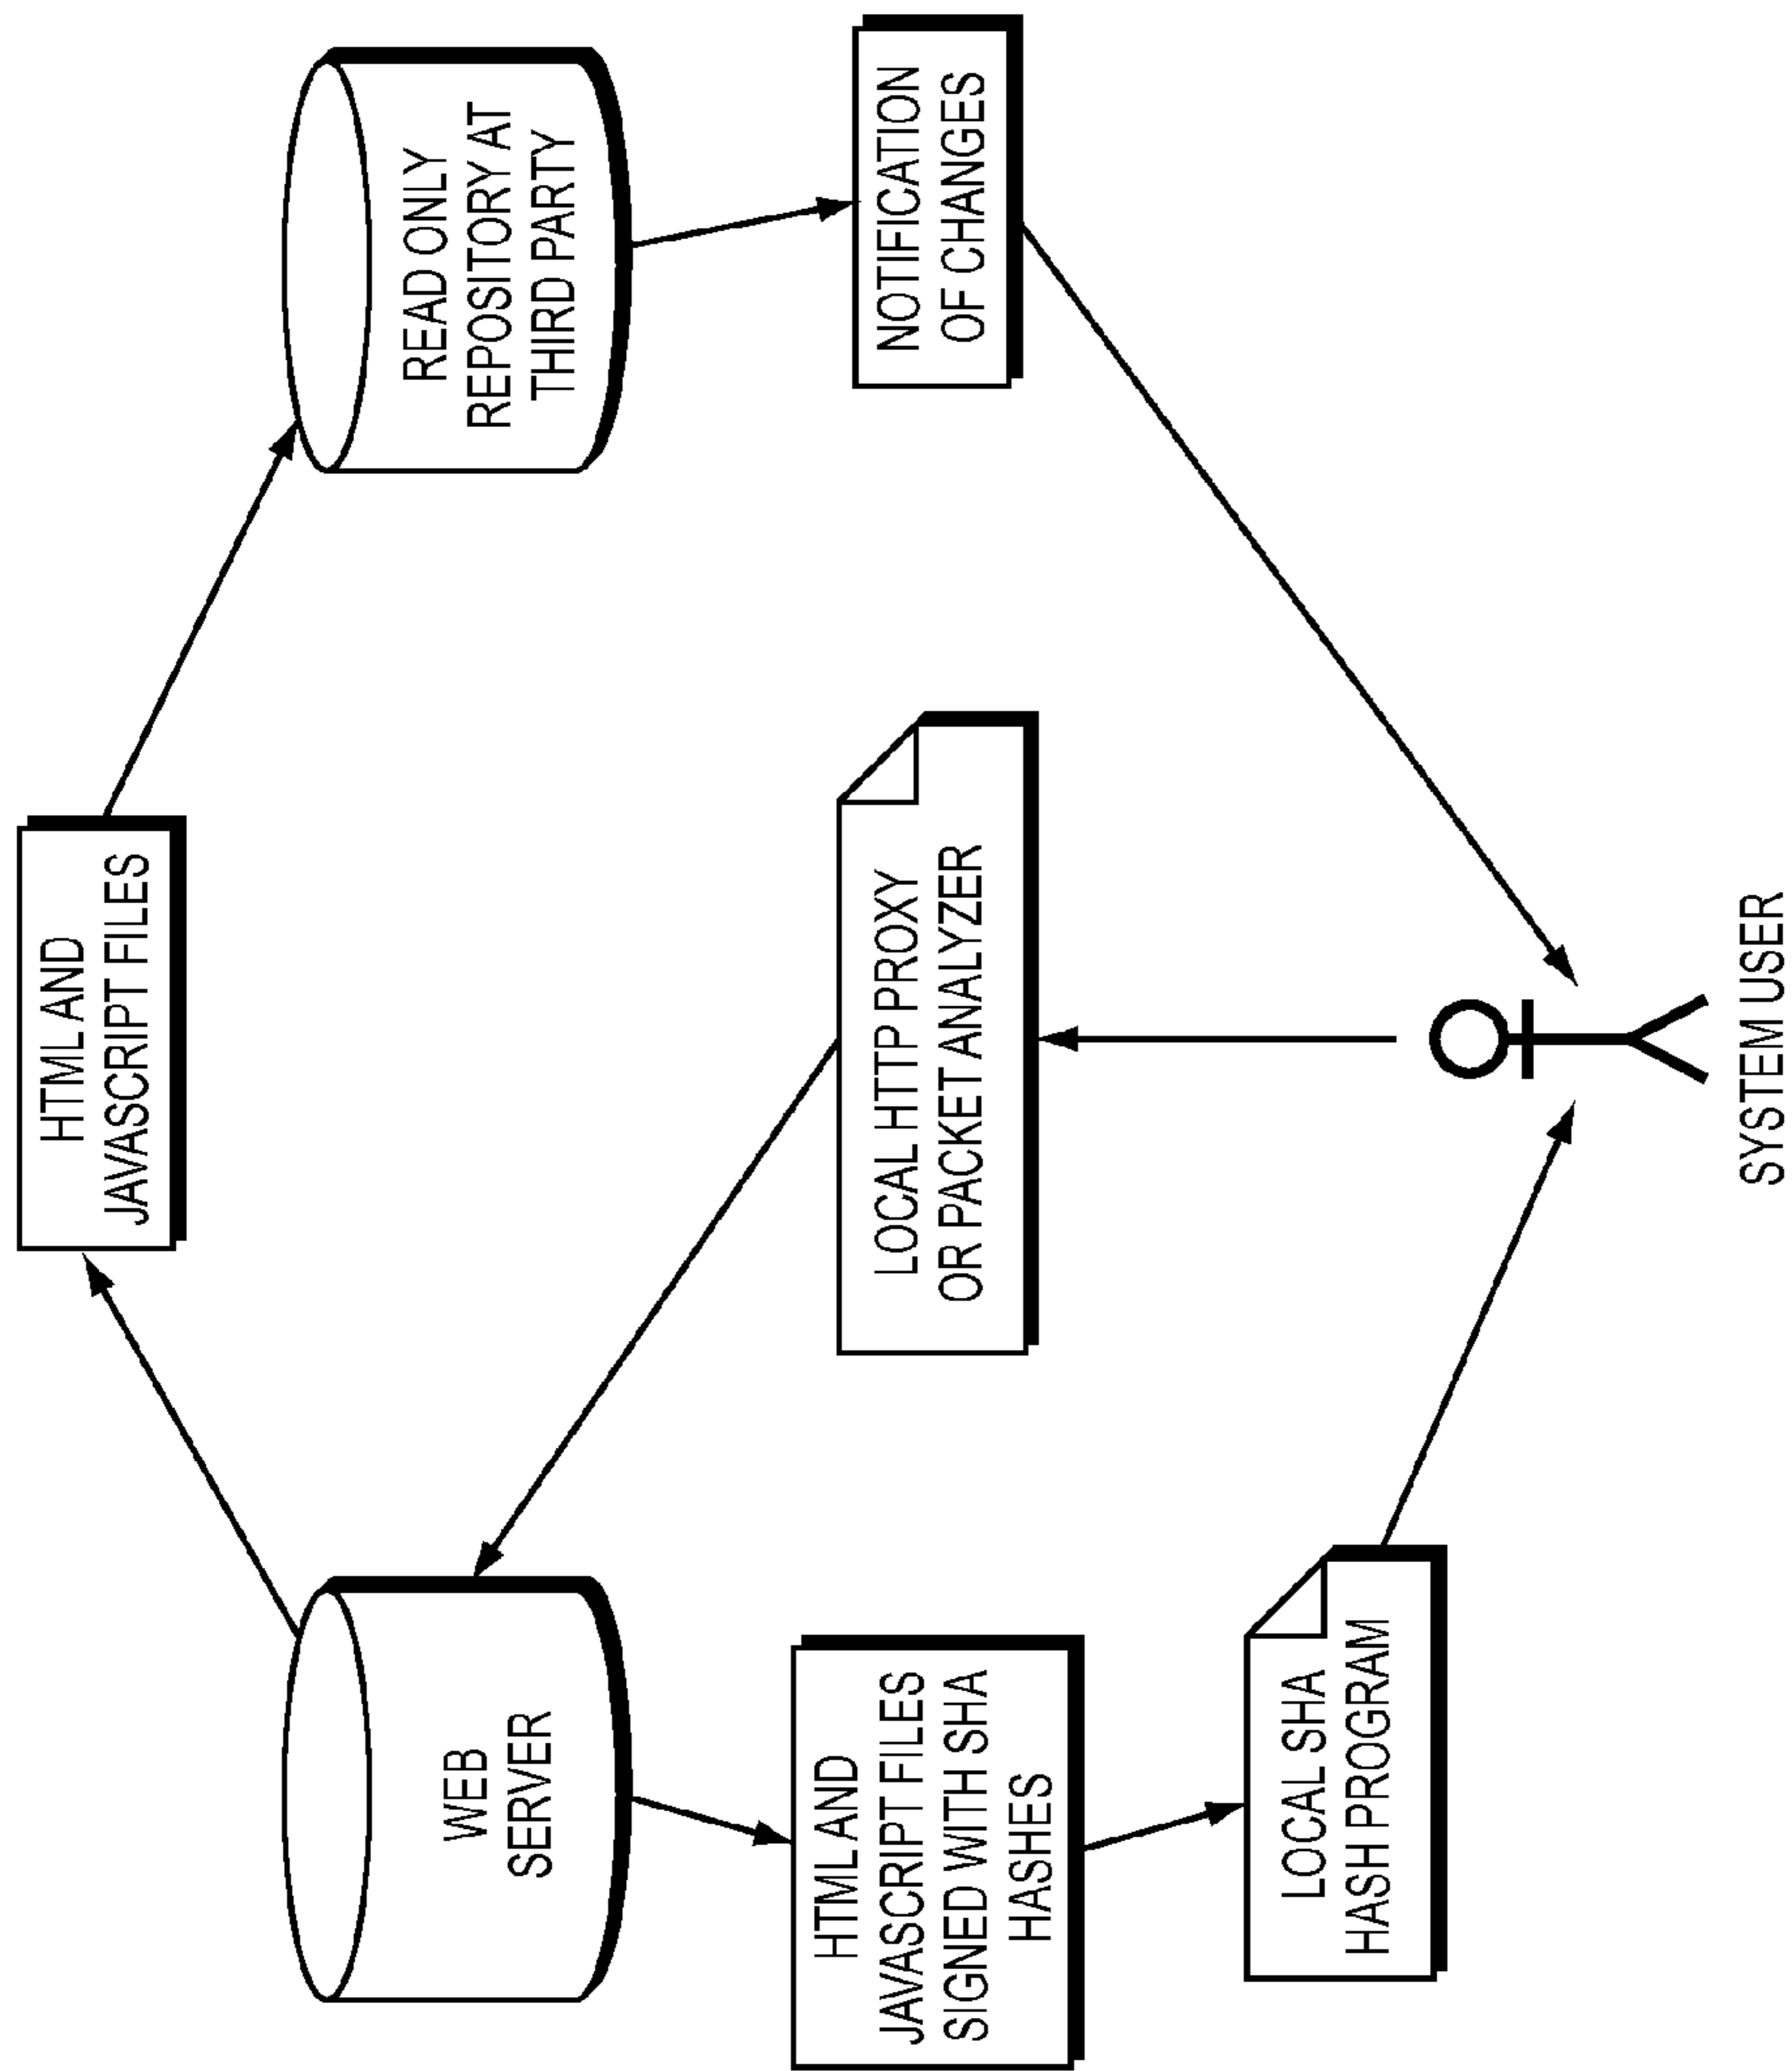 HTML AND
JAVASCRIPT FILES
WEB
SERVER
READ ONLY
REPOSITORY AT
THIRD PARTY
HTML AND
JAVASCRIPT FILES
SIGNED WITH SHA
HASHES
LOCAL HTTP PROXY
OR PACKET ANALYZER
NOTIFICATION
OF CHANGES
LOCAL SHA
HASH PROGRAM
SYSTEM USER